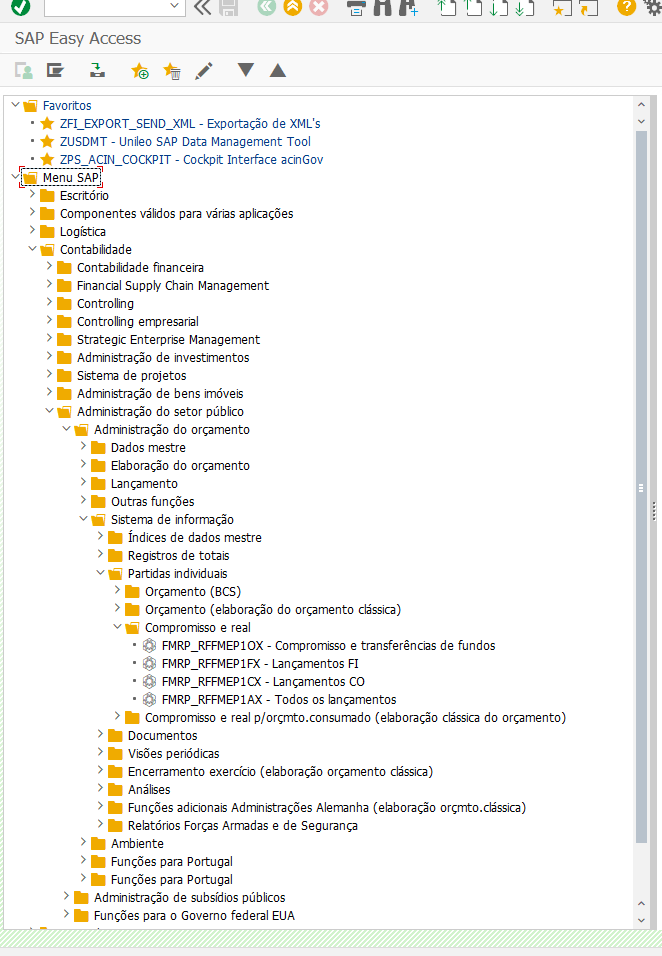 SAP Easy Access
Favoritos
ZFI_EXPORT_SEND_XML - Exportação de XML's
ZUSDMT - Unileo SAP Data Management Tool
ZPS_ACIN_COCKPIT - Cockpit Interface acinGov
Menu SAP
Escritório
Componentes válidos para várias aplicações
Logística
Contabilidade
Contabilidade financeira
Financial Supply Chain Management
Controlling
Controlling empresarial
Strategic Enterprise Management
Administração de investimentos
Sistema de projetos
Administração de bens imóveis
Administração do setor público
Administração do orçamento
Dados mestre
Elaboração do orçamento
Lançamento
Outras funções
Sistema de informação
Índices de dados mestre
Registros de totais
Partidas individuais
Orçamento (BCS)
Orçamento (elaboração do orçamento clássica)
Compromisso e real
FMRP_RFFMEP1OX - Compromisso e transferências de fundos
FMRP_RFFMEP1FX - Lançamentos FI
FMRP_RFFMEP1CX - Lançamentos CO
FMRP_RFFMEP1AX - Todos os lançamentos
Compromisso e real p/orçmto.consumado (elaboração clássica do orçamento)
Documentos
Visões periódicas
Encerramento exercício (elaboração orçamento clássica)
Análises
Funções adicionais Administrações Alemanha (elaboração orçmto.clássica)
Relatórios Forças Armadas e de Segurança
Ambiente
Funções para Portugal
Funções para Portugal
Administração de subsídios públicos
Funções para o Governo federal EUA